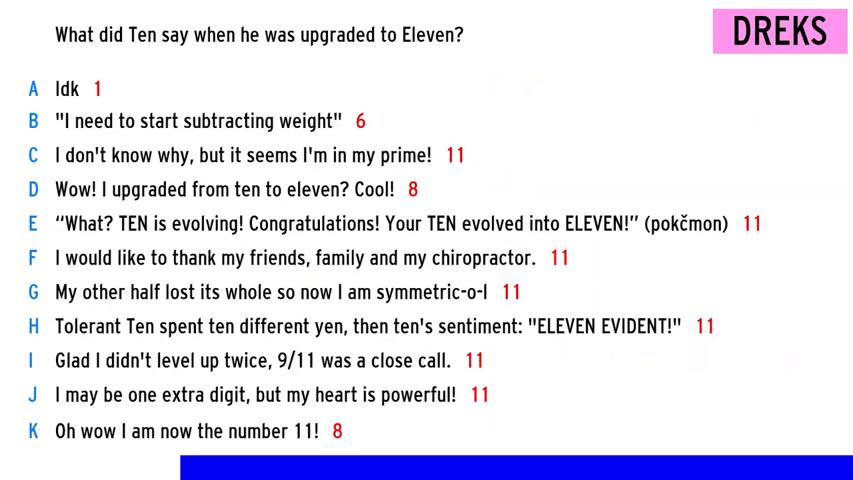 What did Ten say when he was upgraded to Eleven?
DREKS
A Idk 1
B "I need to start subtracting weight" 6
C I don't know why, but it seems I'm in my prime! 11
D Wow! I upgraded from ten to eleven? Cool! 8
E “What? TEN is evolving! Congratulations! Your TEN evolved into ELEVEN!” (pokčmon) 11
F I would like to thank my friends, family and my chiropractor. 11
G My other half lost its whole so now I am symmetric-o-l 11
H Tolerant Ten spent ten different yen, then ten's sentiment: "ELEVEN EVIDENT!" 11
I Glad I didn't level up twice, 9/11 was a close call. 11
J I may be one extra digit, but my heart is powerful! 11
K Oh wow I am now the number 11! 8